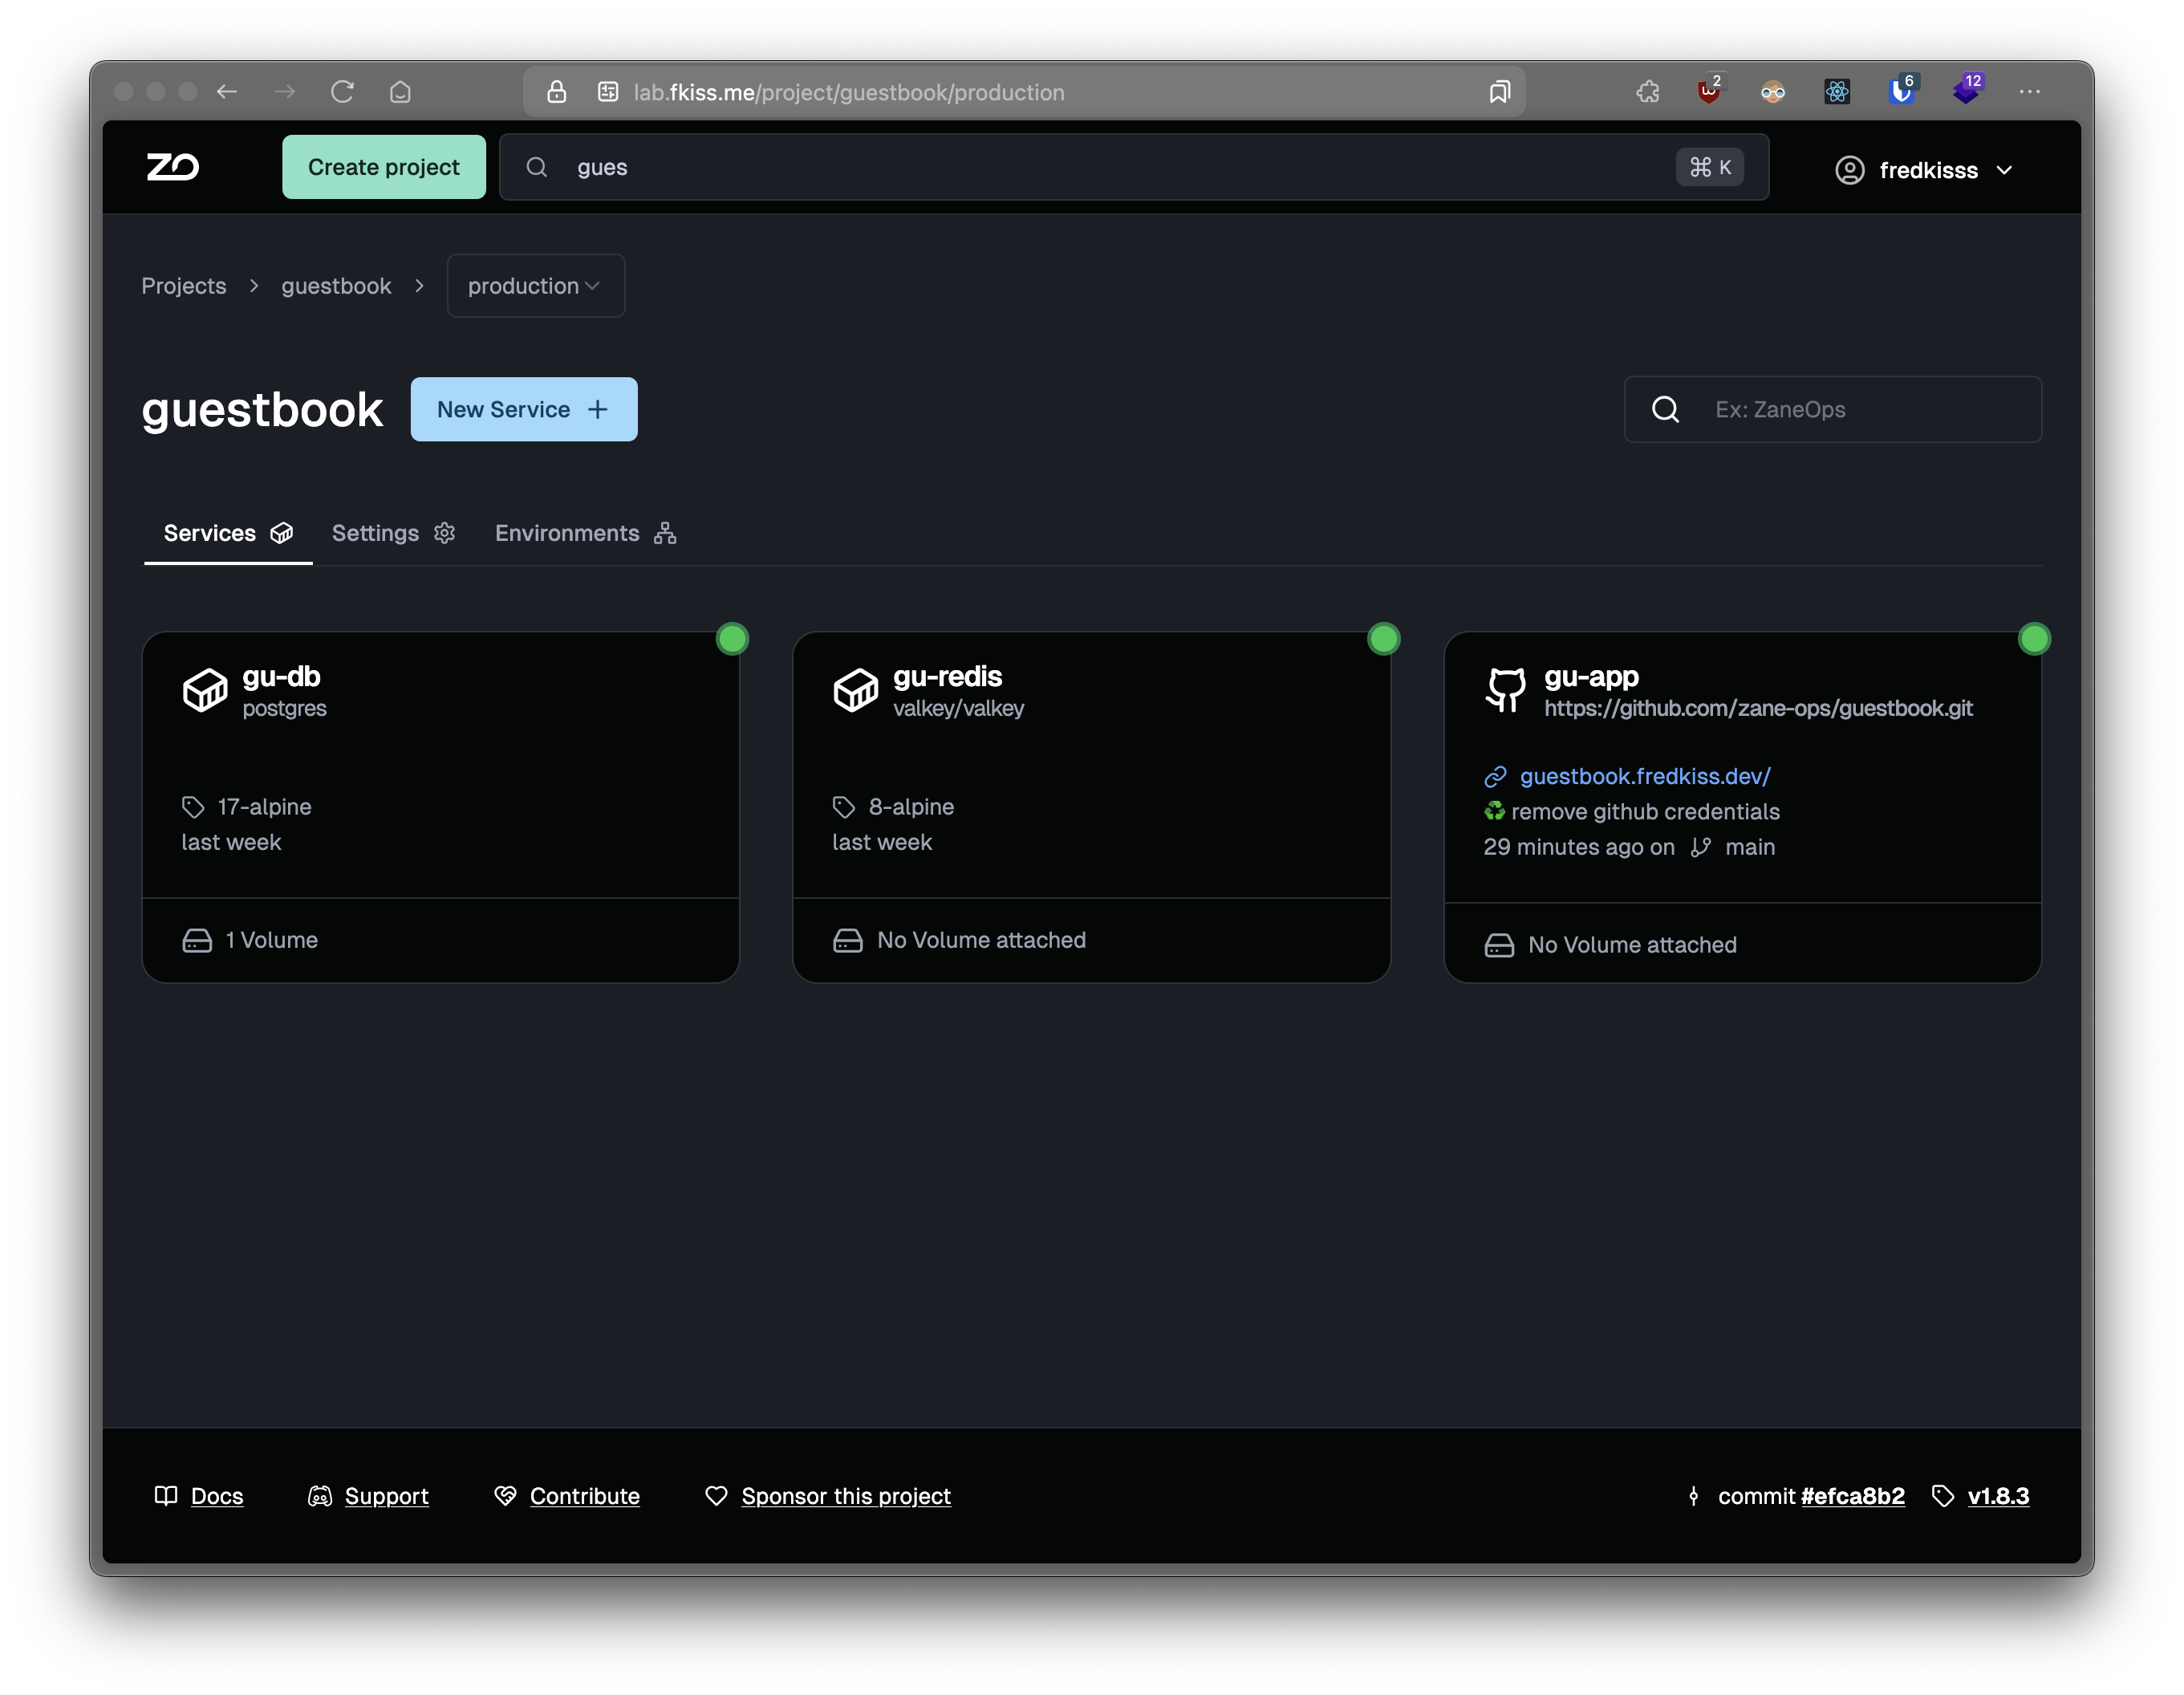 lab.fkiss.me/project/guestbook/production
2
6
12
ZO
Create project
gues
⌘ K
fredkisss
Projects
guestbook
production
guestbook
New Service +
Ex: ZaneOps
Services
Settings
Environments
gu-db
postgres
17-alpine
last week
1 Volume
gu-redis
valkey/valkey
8-alpine
last week
No Volume attached
gu-app
https://github.com/zane-ops/guestbook.git
guestbook.fredkiss.dev/
♻️ remove github credentials
29 minutes ago on main
No Volume attached
Docs
Support
Contribute
Sponsor this project
commit #efca8b2
v1.8.3